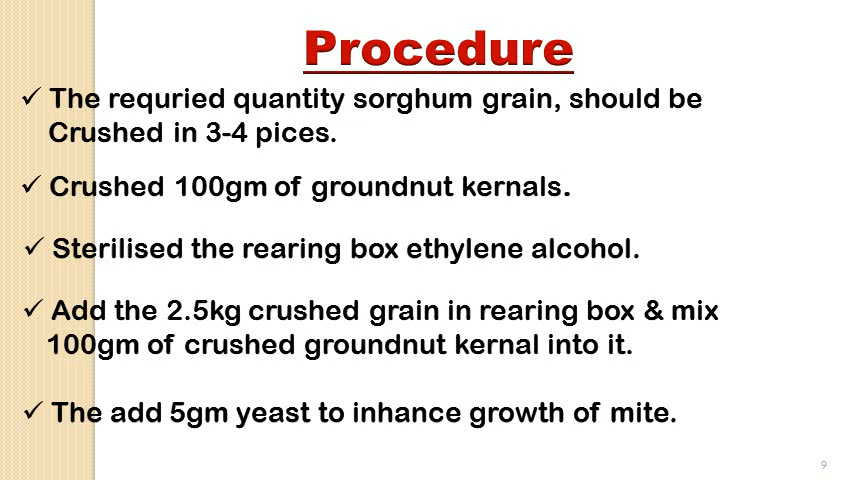 Procedure
✓ The requried quantity sorghum grain, should be
Crushed in 3-4 pices.
✓ Crushed 100gm of groundnut kernals.
✓ Sterilised the rearing box ethylene alcohol.
✓ Add the 2.5kg crushed grain in rearing box & mix
100gm of crushed groundnut kernal into it.
✓ The add 5gm yeast to inhance growth of mite.
9